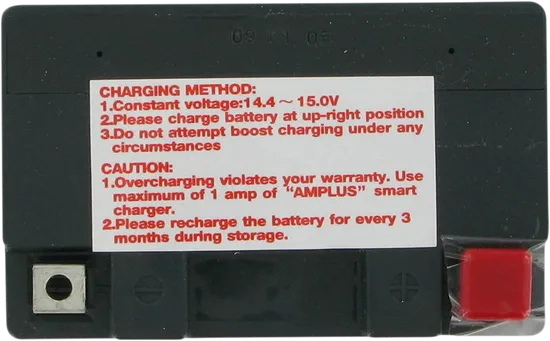 CHARGING METHOD:
1.Constant voltage:14.4 ~ 15.0V
2.Please charge battery at up-right position
3.Do not attempt boost charging under any
circumstances
CAUTION:
1.Overcharging violates your warranty. Use
maximum of 1 amp of "AMPLUS" smart
charger.
2.Please recharge the battery for every 3
months during storage.